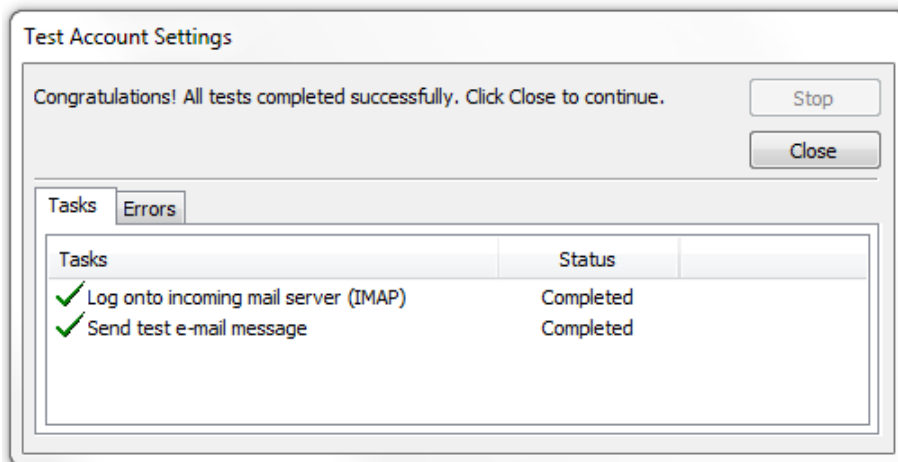 Test Account Settings
Congratulations! All tests completed successfully. Click Close to continue.
Stop
Close
Tasks Errors
Tasks Status
Log onto incoming mail server (IMAP) Completed
Send test e-mail message Completed